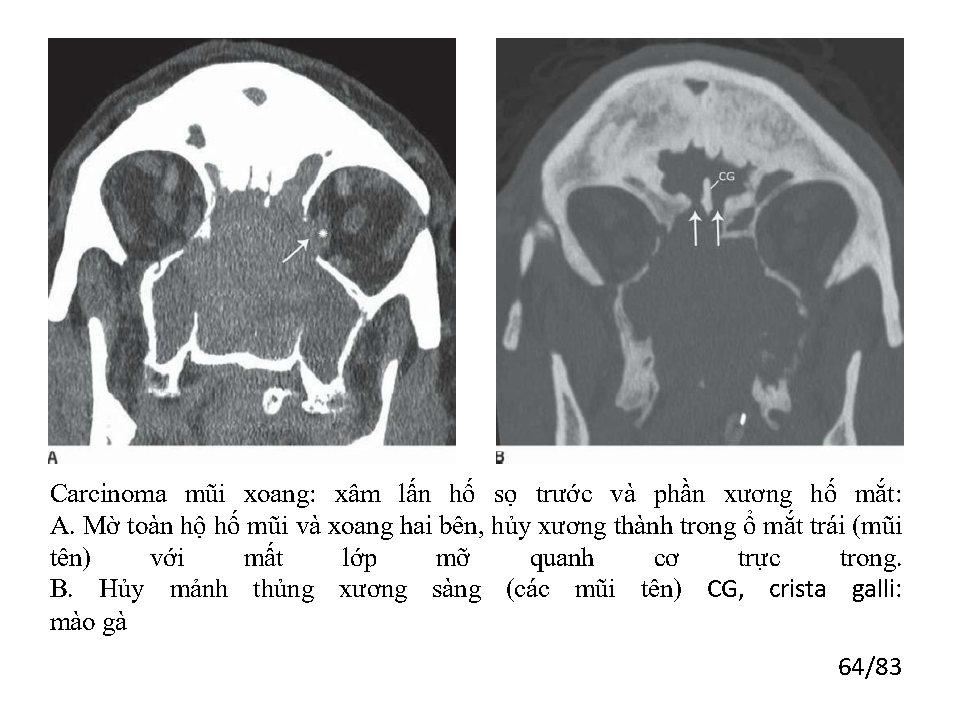 CG
A
B
Carcinoma mũi xoang: xâm lấn hố sọ trước và phần xương hố mắt:
A. Mờ toàn hộ hố mũi và xoang hai bên, hủy xương thành trong ổ mắt trái (mũi
tên) với mất lớp mỡ quanh cơ trực trong.
B. Hủy mảnh thủng xương sàng (các mũi tên) CG, crista galli:
mào gà
64/83